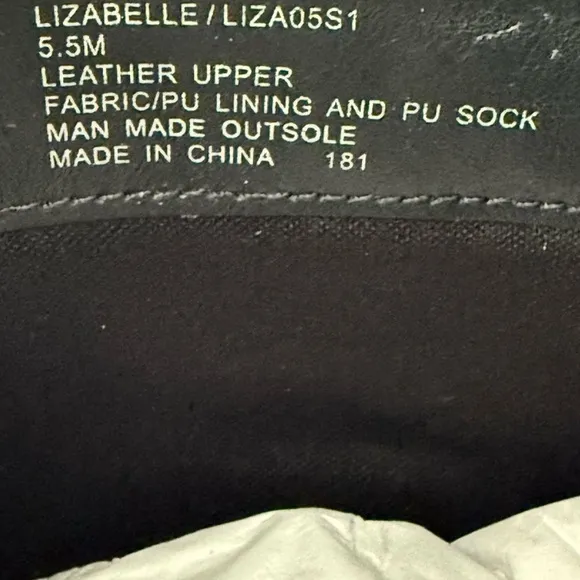 LIZABELLE / LIZA05S1
5.5M
LEATHER UPPER
FABRIC/PU LINING AND PU SOCK
MAN MADE OUTSOLE
MADE IN CHINA 181